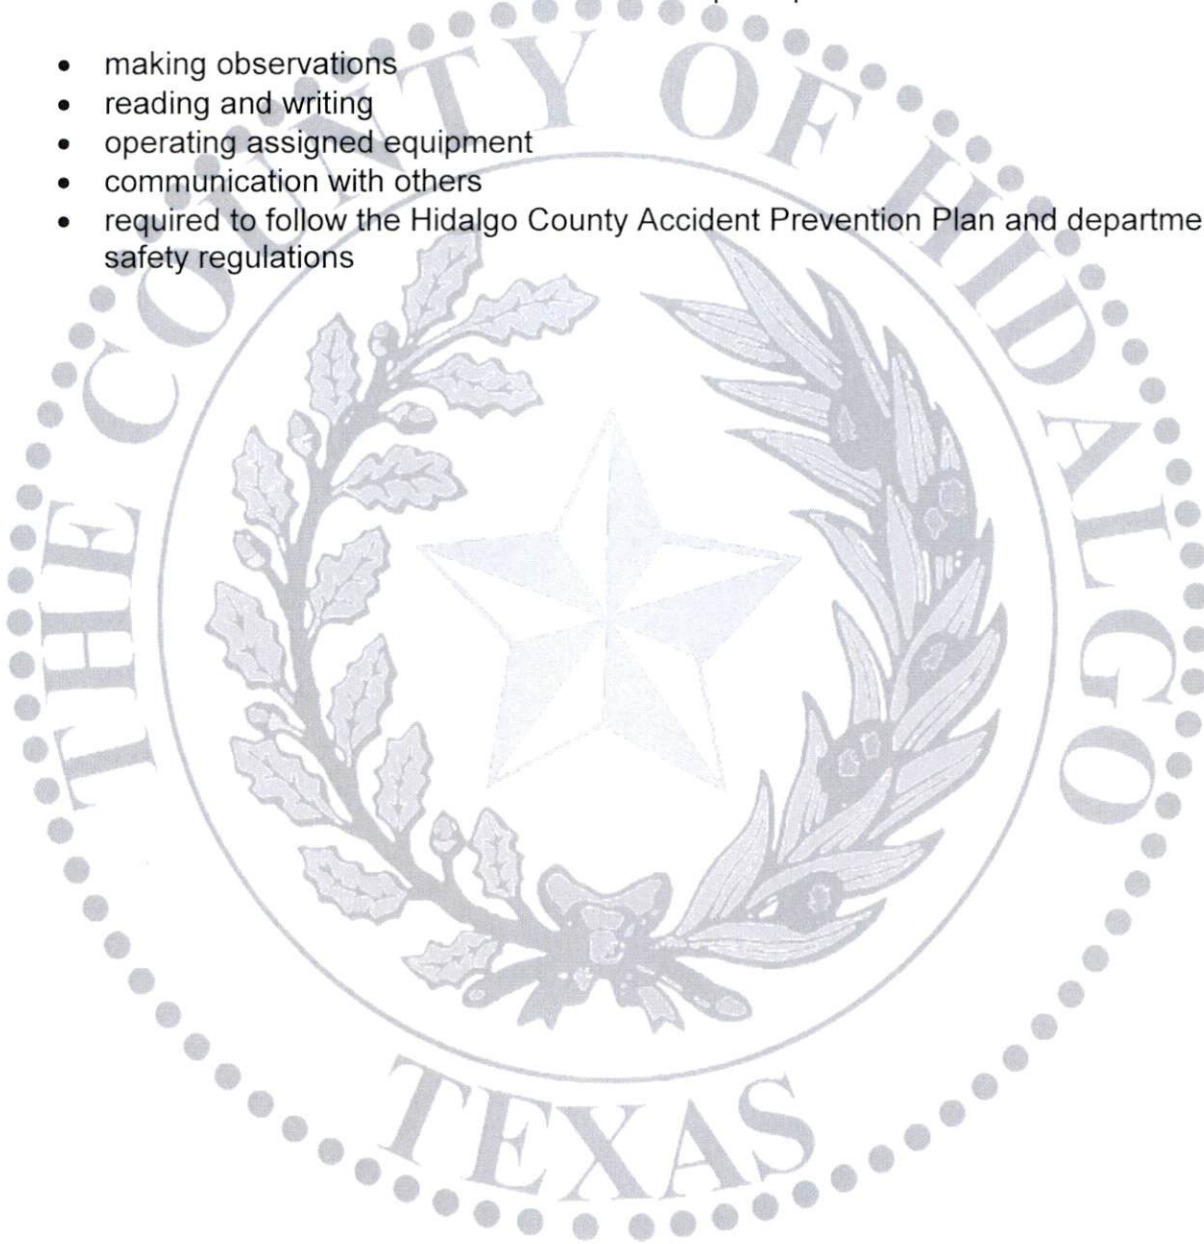 • making observations
• reading and writing
• operating assigned equipment
• communication with others
• required to follow the Hidalgo County Accident Prevention Plan and departme
safety regulations
THE COUNTY OF HIDALGO
TEXAS